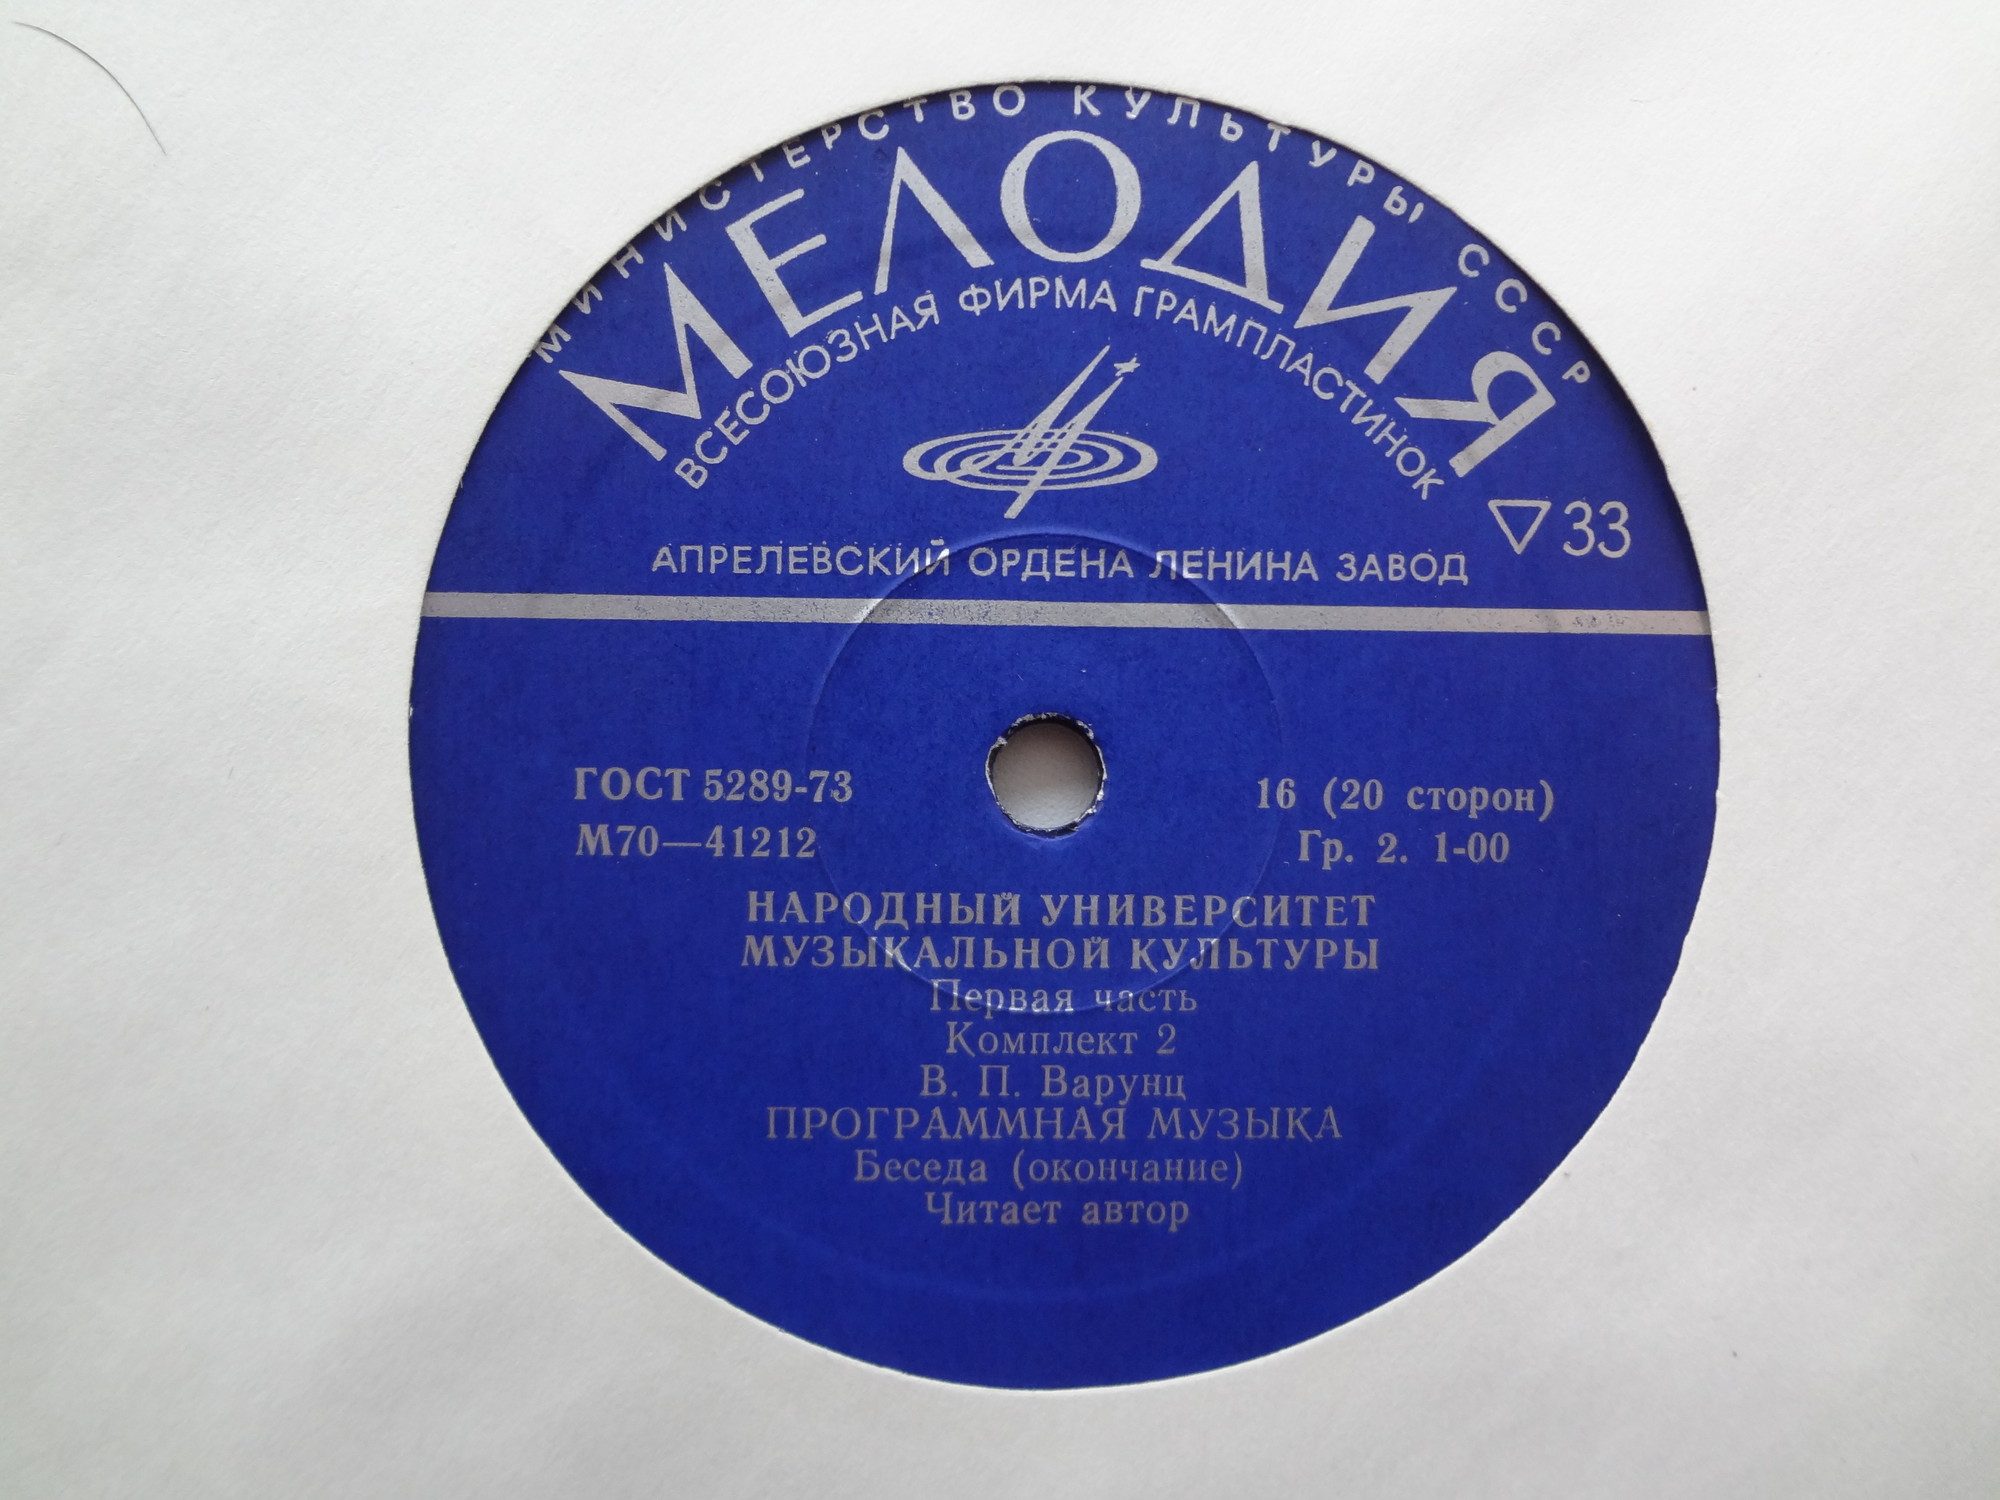 МИНИСТЕРСТВО КУЛЬТУРЫ СССР
МЕЛОДИЯ
ВСЕСОЮЗНАЯ ФИРМА ГРАМПЛАСТИНОК
33
АПРЕЛЕВСКИЙ ОРДЕНА ЛЕНИНА ЗАВОД
ГОСТ 5289-73
16 (20 сторон)
М70—41212
Гр. 2. 1-00
НАРОДНЫЙ УНИВЕРСИТЕТ
МУЗЫКАЛЬНОЙ КУЛЬТУРЫ
Первая часть
Комплект 2
В. П. Варунц
ПРОГРАММНАЯ МУЗЫКА
Беседа (окончание)
Читает автор